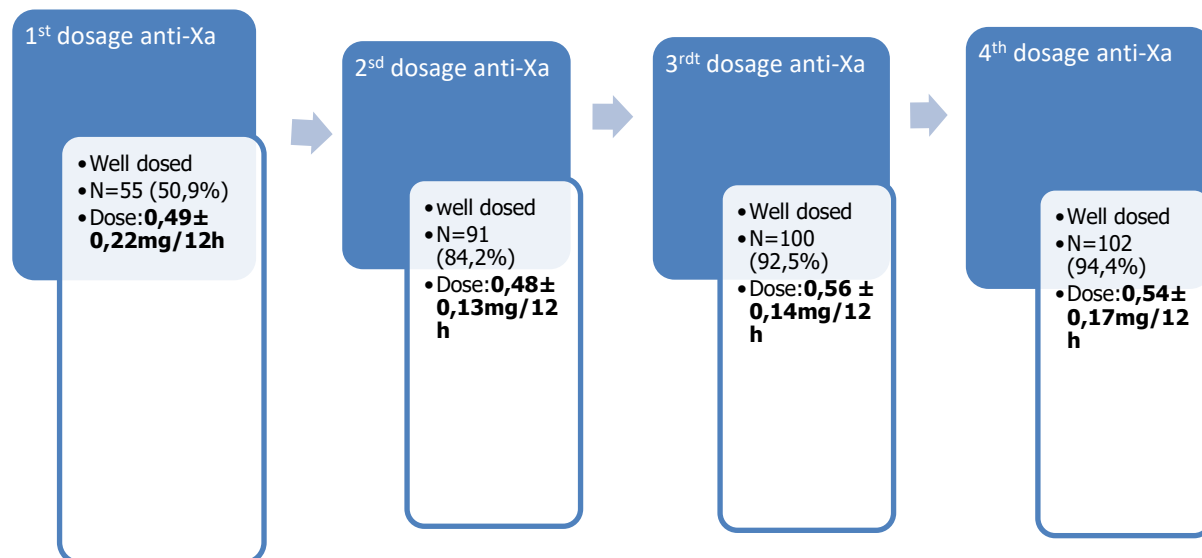 1st dosage anti-Xa
•Well dosed
•N=55 (50,9%)
•Dose:0,49±
0,22mg/12h
2sd dosage anti-Xa
•well dosed
•N=91
(84,2%)
•Dose:0,48±
0,13mg/12
h
3rdt dosage anti-Xa
•Well dosed
•N=100
(92,5%)
•Dose:0,56 ±
0,14mg/12
h
4th dosage anti-Xa
•Well dosed
•N=102
(94,4%)
•Dose:0,54±
0,17mg/12
h